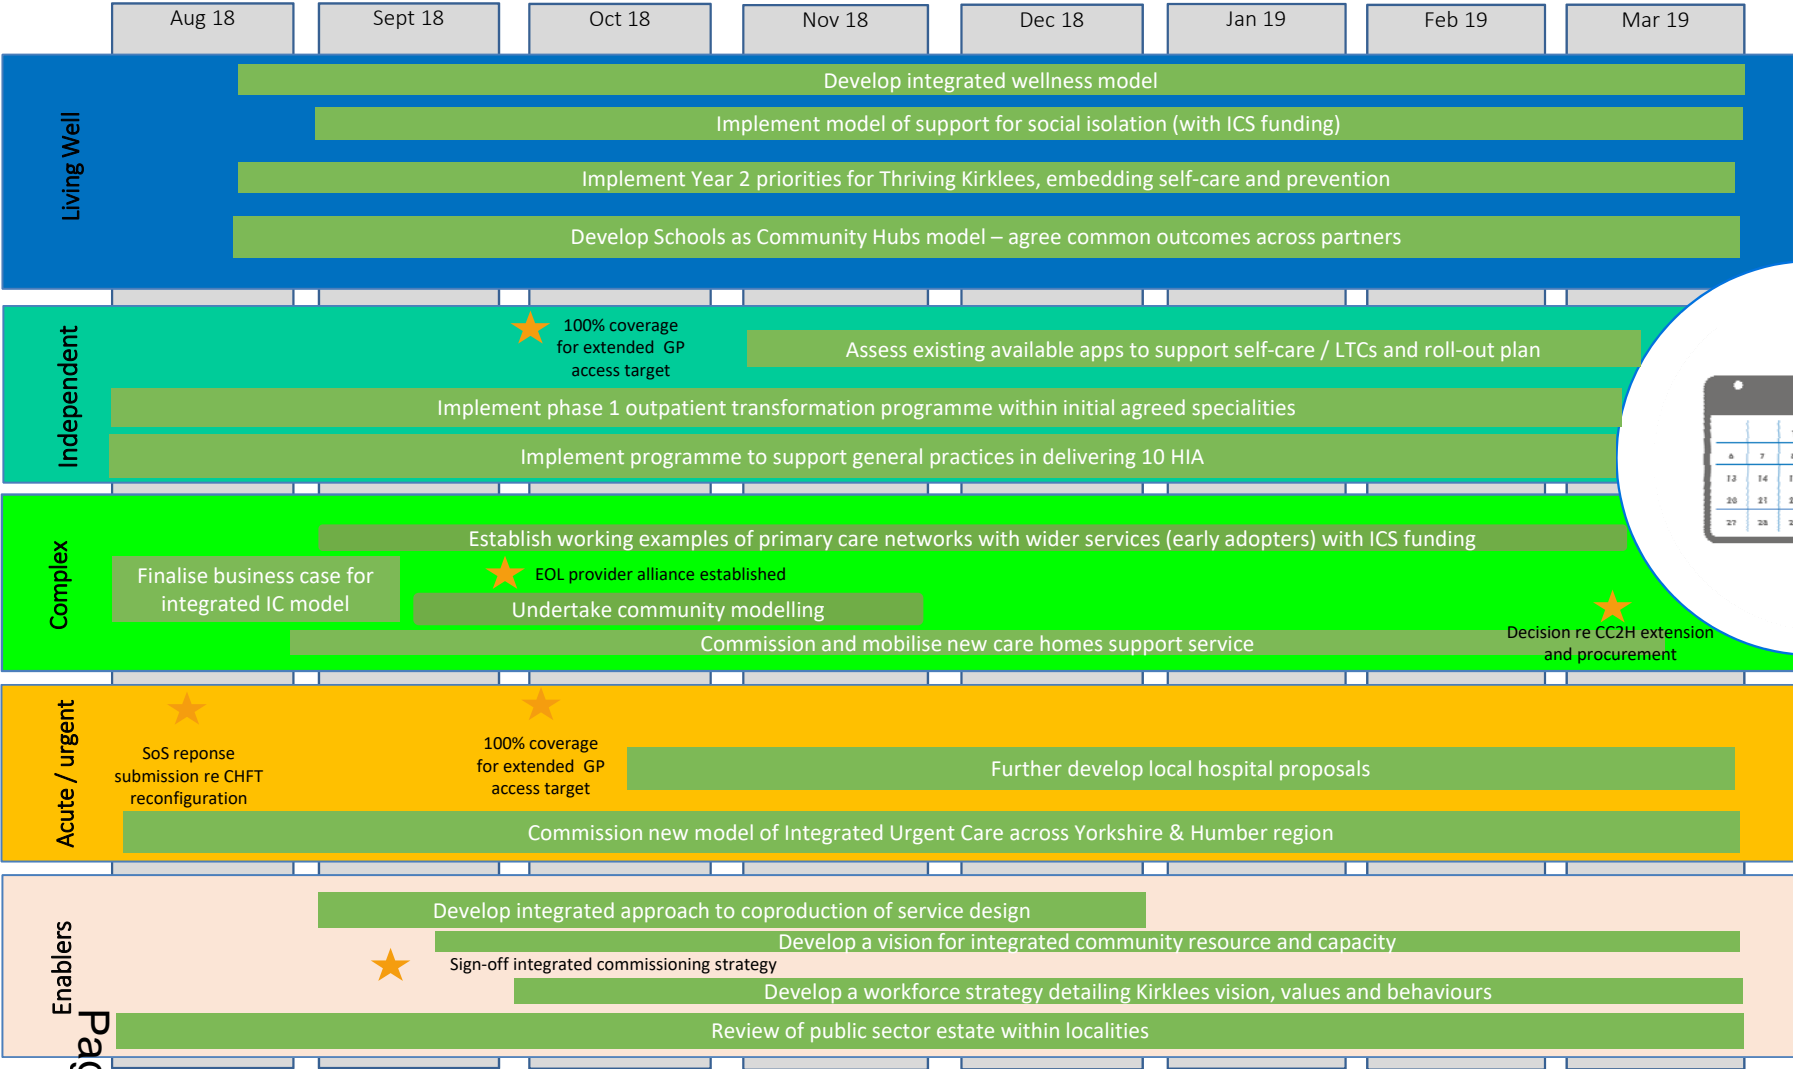 Aug 18
Sept 18
Oct 18
Nov 18
Dec 18
Jan 19
Feb 19
Mar 19
Living Well
Develop integrated wellness model
Implement model of support for social isolation (with ICS funding)
Implement Year 2 priorities for Thriving Kirklees, embedding self-care and prevention
Develop Schools as Community Hubs model – agree common outcomes across partners
Independent
100% coverage
for extended GP
access target
Assess existing available apps to support self-care / LTCs and roll-out plan
Implement phase 1 outpatient transformation programme within initial agreed specialities
Implement programme to support general practices in delivering 10 HIA
6 7
13 14
20 21
27 28
Complex
Establish working examples of primary care networks with wider services (early adopters) with ICS funding
Finalise business case for
integrated IC model
EOL provider alliance established
Undertake community modelling
Commission and mobilise new care homes support service
Decision re CC2H extension
and procurement
Acute / urgent
SoS reponse
submission re CHFT
reconfiguration
100% coverage
for extended GP
access target
Further develop local hospital proposals
Commission new model of Integrated Urgent Care across Yorkshire & Humber region
Enablers
Develop integrated approach to coproduction of service design
Develop a vision for integrated community resource and capacity
Sign-off integrated commissioning strategy
Develop a workforce strategy detailing Kirklees vision, values and behaviours
Review of public sector estate within localities